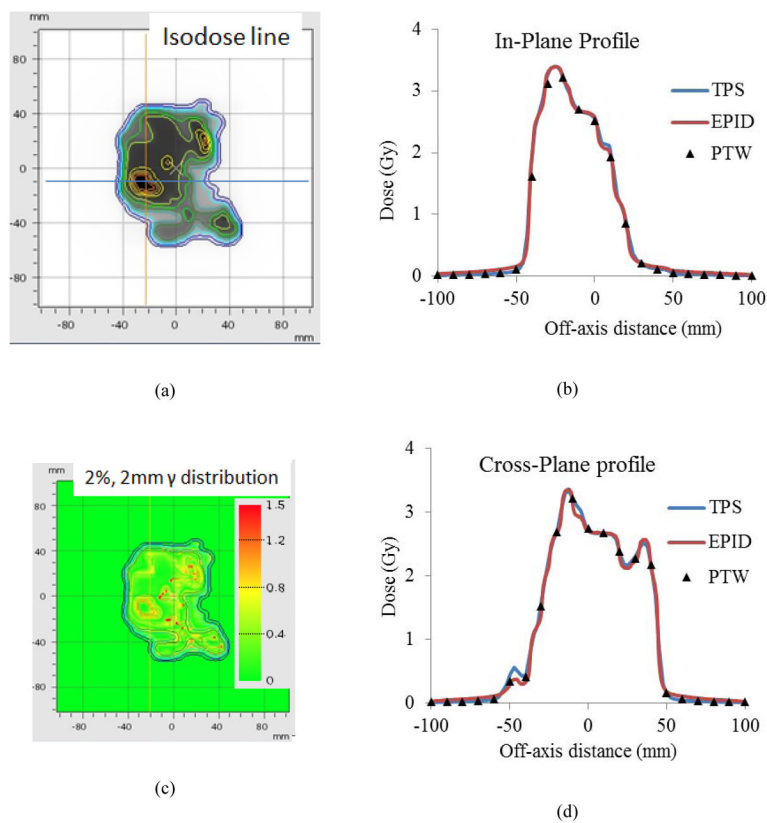 mm
Isodose line
80
40
0
-40
-80
-80 -40 0 40 80
mm
(a)
In-Plane Profile
TPS
EPID
PTW
Dose (Gy)
4
3
2
1
0
-100 -50 0 50 100
Off-axis distance (mm)
(b)
mm
2%, 2mm γ distribution
80
40
0
-40
-80
1.5
1.2
0.8
0.4
0
-80 -40 0 40 80
mm
(c)
Cross-Plane profile
TPS
EPID
PTW
Dose (Gy)
4
3
2
1
0
-100 -50 0 50 100
Off-axis distance (mm)
(d)